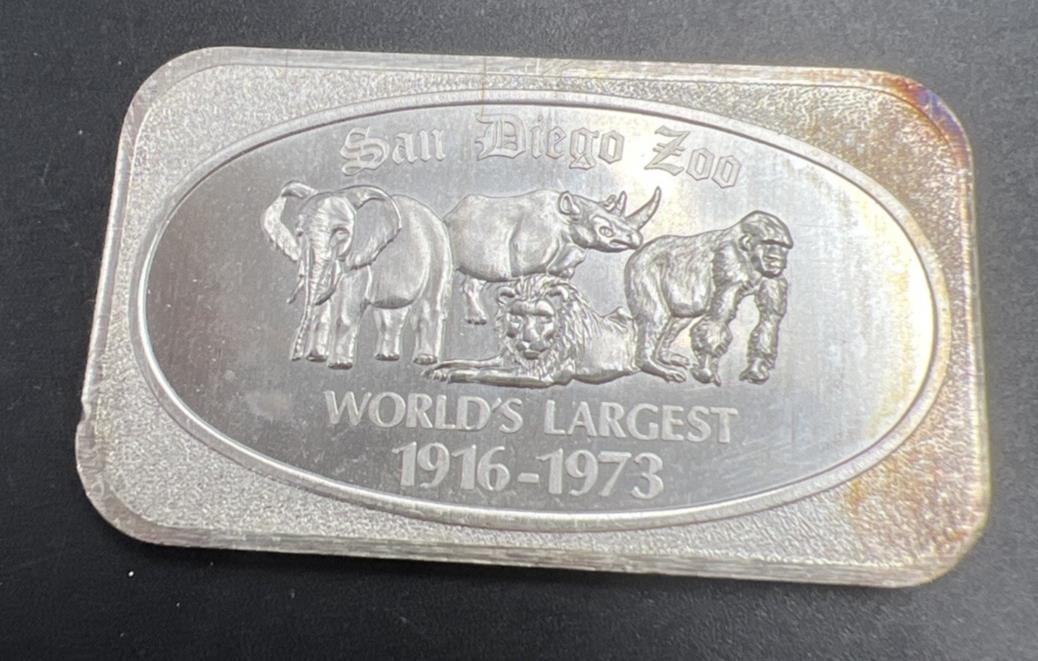 San Diego Zoo
WORLD'S LARGEST
1916-1973